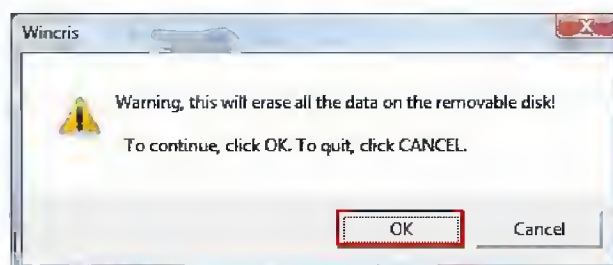 Wincris
Warning, this will erase all the data on the removable disk!
To continue, click OK. To quit, click CANCEL.
OK
Cancel